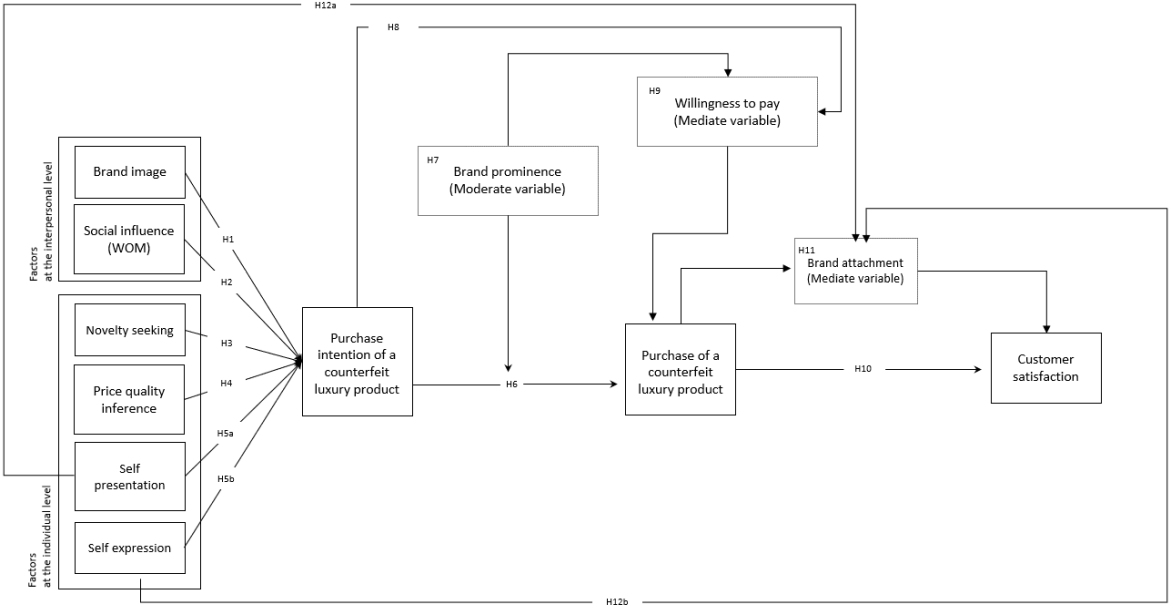 H12a
H8
H9
Willingness to pay
(Mediate variable)
H7
Brand prominence
(Moderate variable)
Factors
at the interpersonal level
Brand image
Social influence
(WOM)
H1
H2
H11
Brand attachment
(Mediate variable)
Factors
at the individual level
Novelty seeking
Price quality
inference
Self
presentation
Self expression
H3
H4
H5a
H5b
Purchase
intention of a
counterfeit
luxury product
H6
Purchase of a
counterfeit
luxury product
H10
Customer
satisfaction
H12b